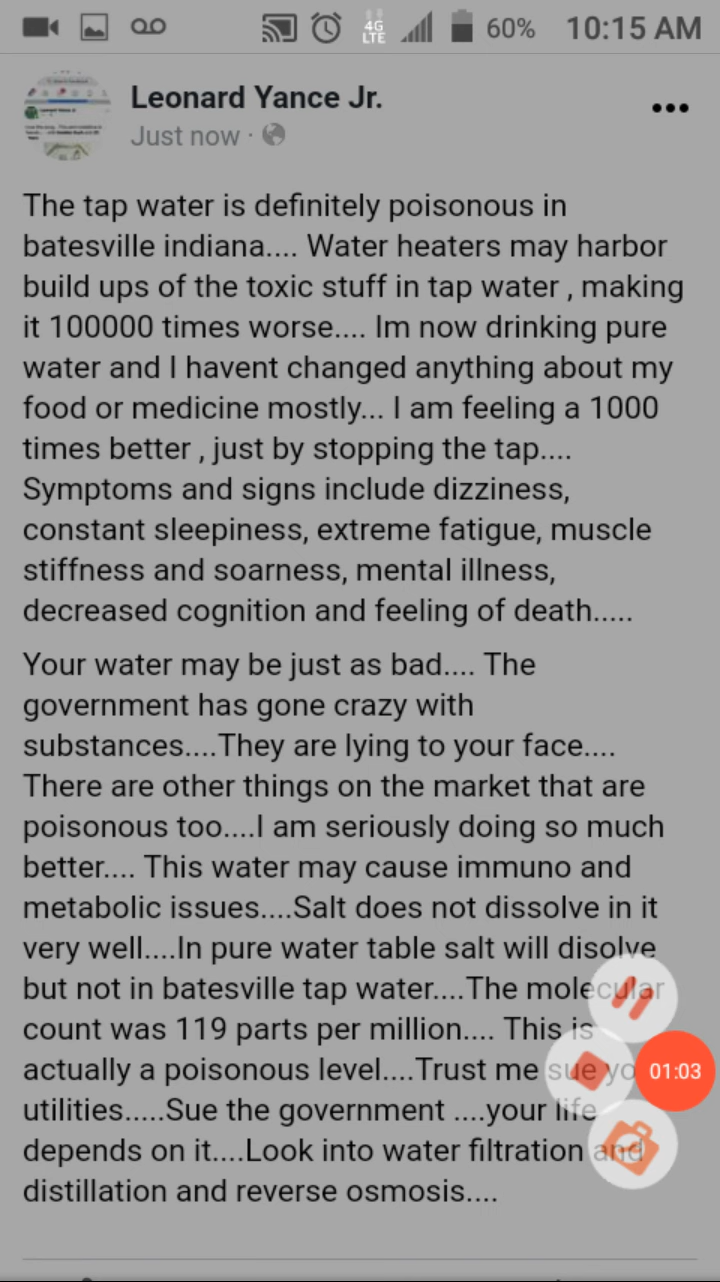 4G
LTE
60%
10:15 AM
Leonard Yance Jr.
Just now ·
The tap water is definitely poisonous in
batesville indiana.... Water heaters may harbor
build ups of the toxic stuff in tap water , making
it 100000 times worse.... Im now drinking pure
water and I havent changed anything about my
food or medicine mostly... I am feeling a 1000
times better , just by stopping the tap....
Symptoms and signs include dizziness,
constant sleepiness, extreme fatigue, muscle
stiffness and soarness, mental illness,
decreased cognition and feeling of death.....
Your water may be just as bad.... The
government has gone crazy with
substances....They are lying to your face....
There are other things on the market that are
poisonous too....I am seriously doing so much
better.... This water may cause immuno and
metabolic issues....Salt does not dissolve in it
very well....In pure water table salt will disolve
but not in batesville tap water....The molecular
count was 119 parts per million.... This is
actually a poisonous level....Trust me sue yo
01:03
utilities.....Sue the government ....your life
depends on it....Look into water filtration and
distillation and reverse osmosis....